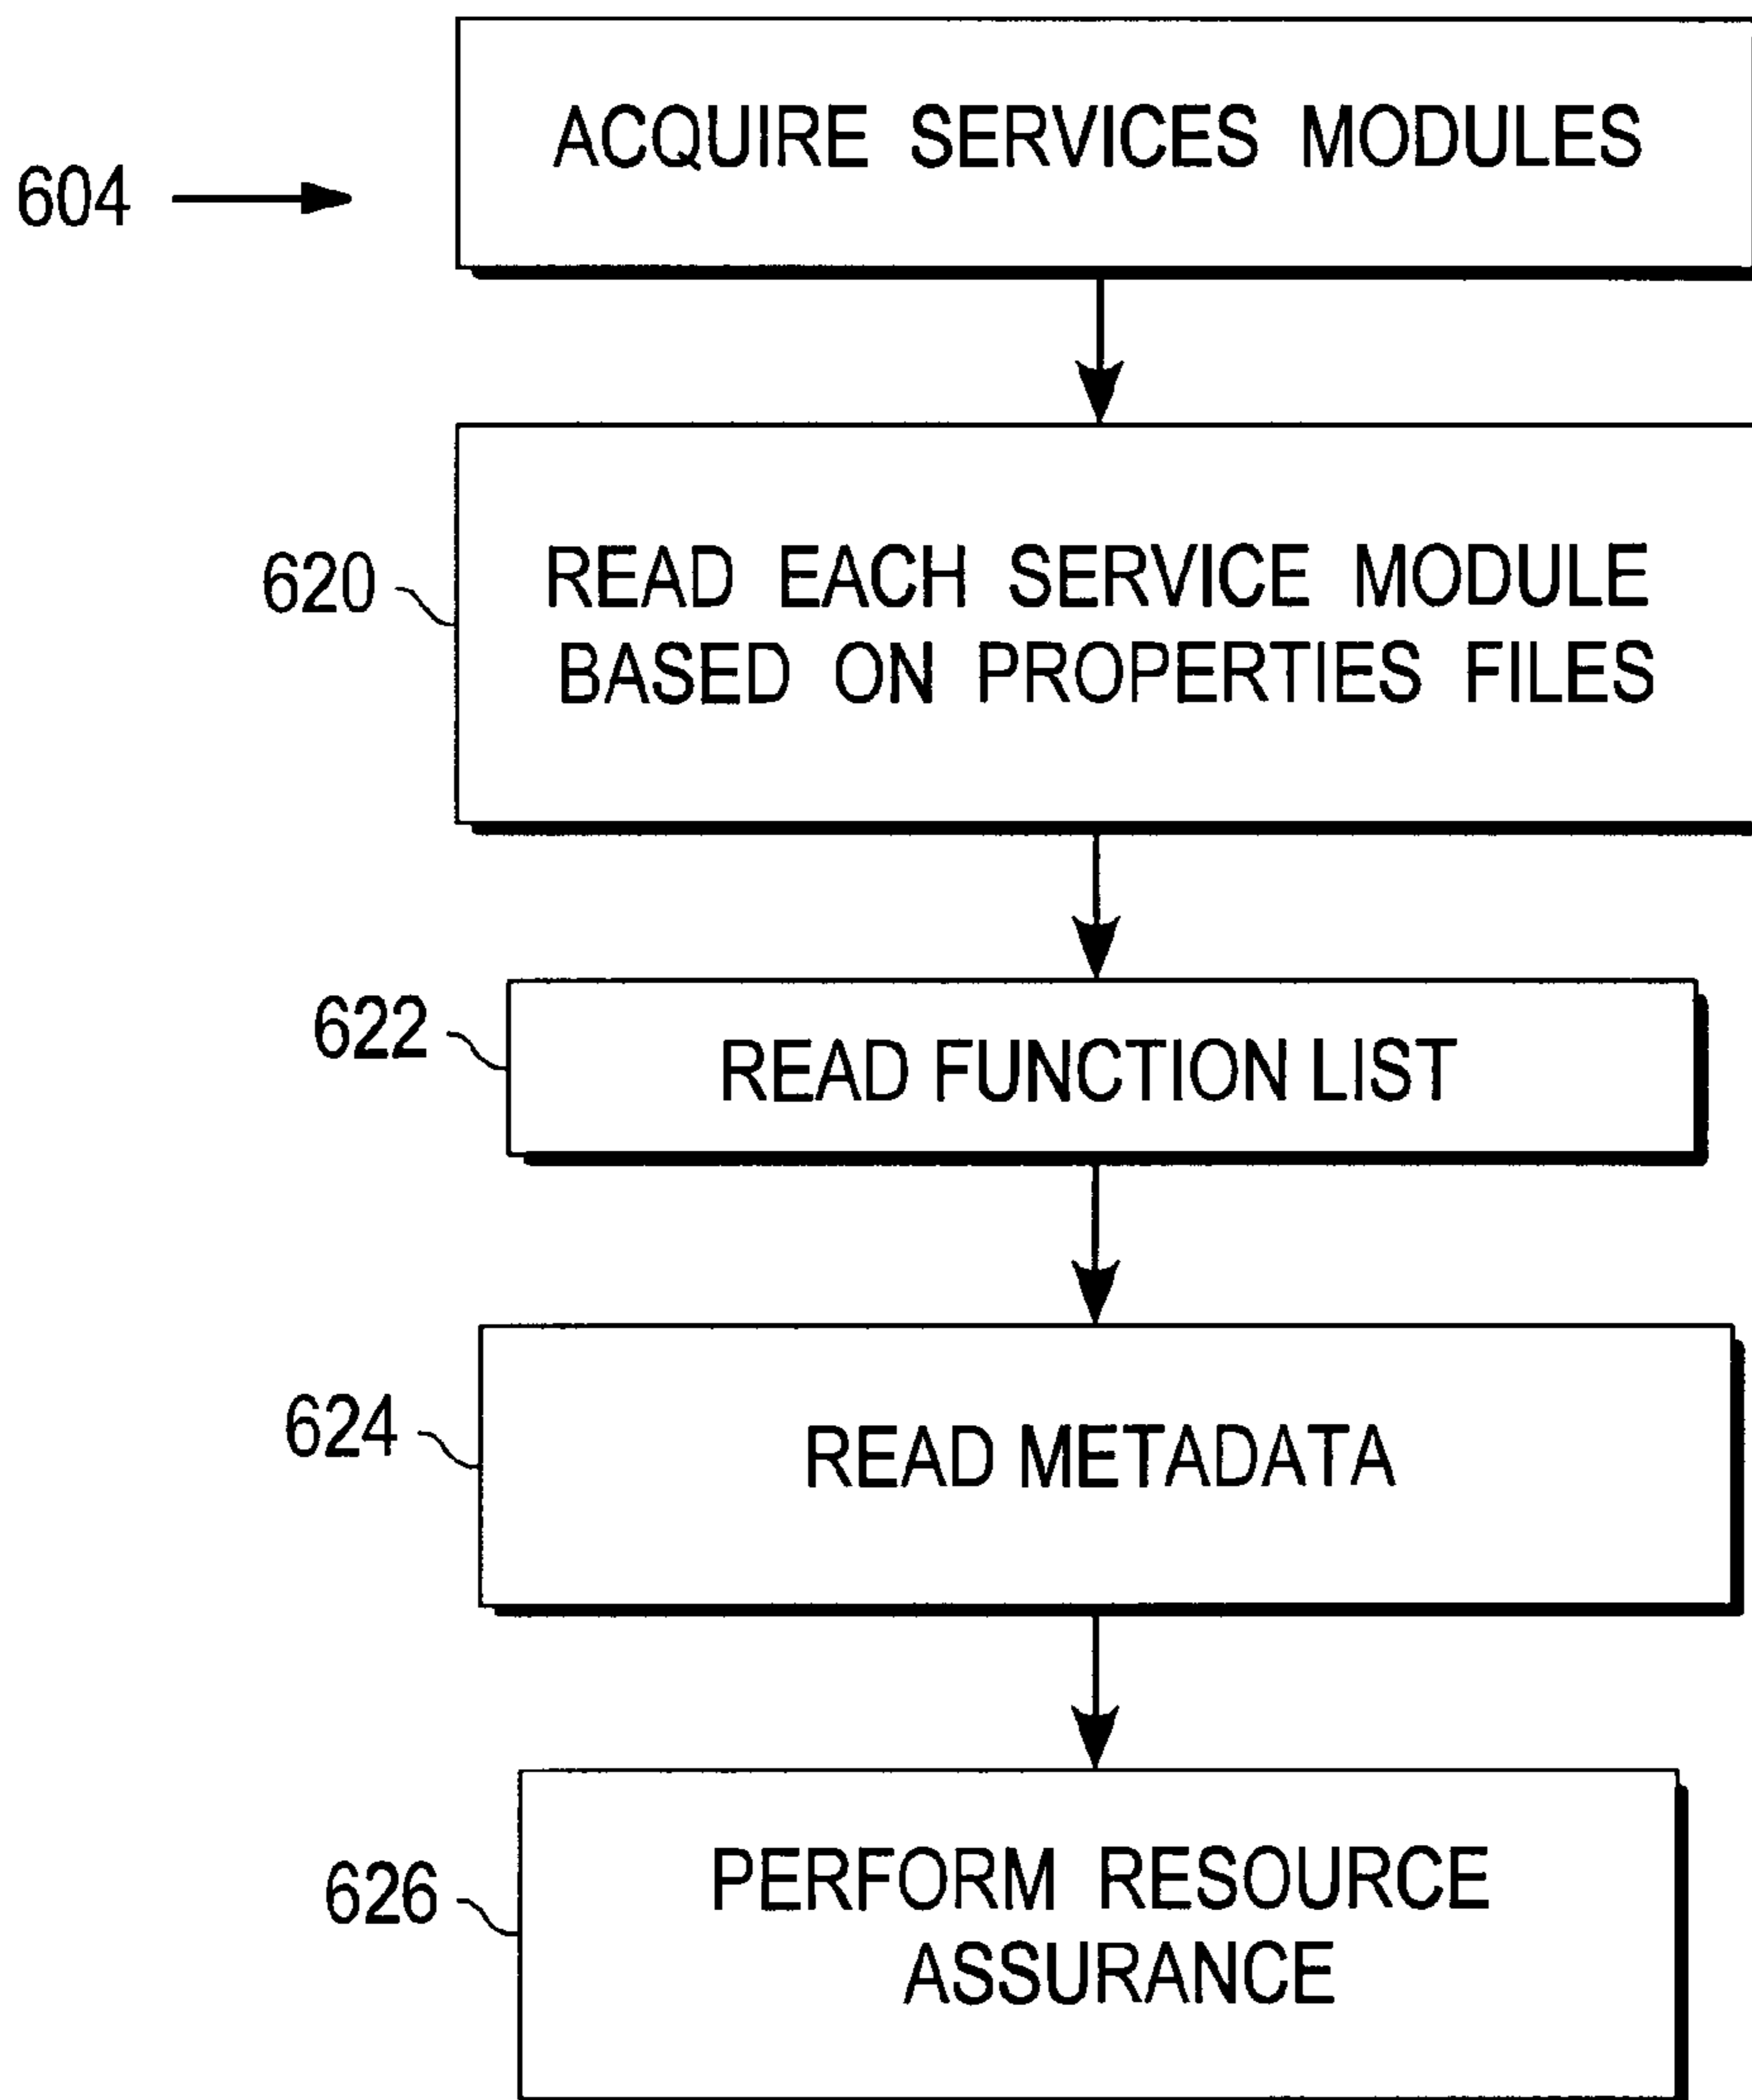 ACQUIRE SERVICES MODULES
604
620
READ EACH SERVICE MODULE
BASED ON PROPERTIES FILES
622
READ FUNCTION LIST
624
READ METADATA
626
PERFORM RESOURCE
ASSURANCE